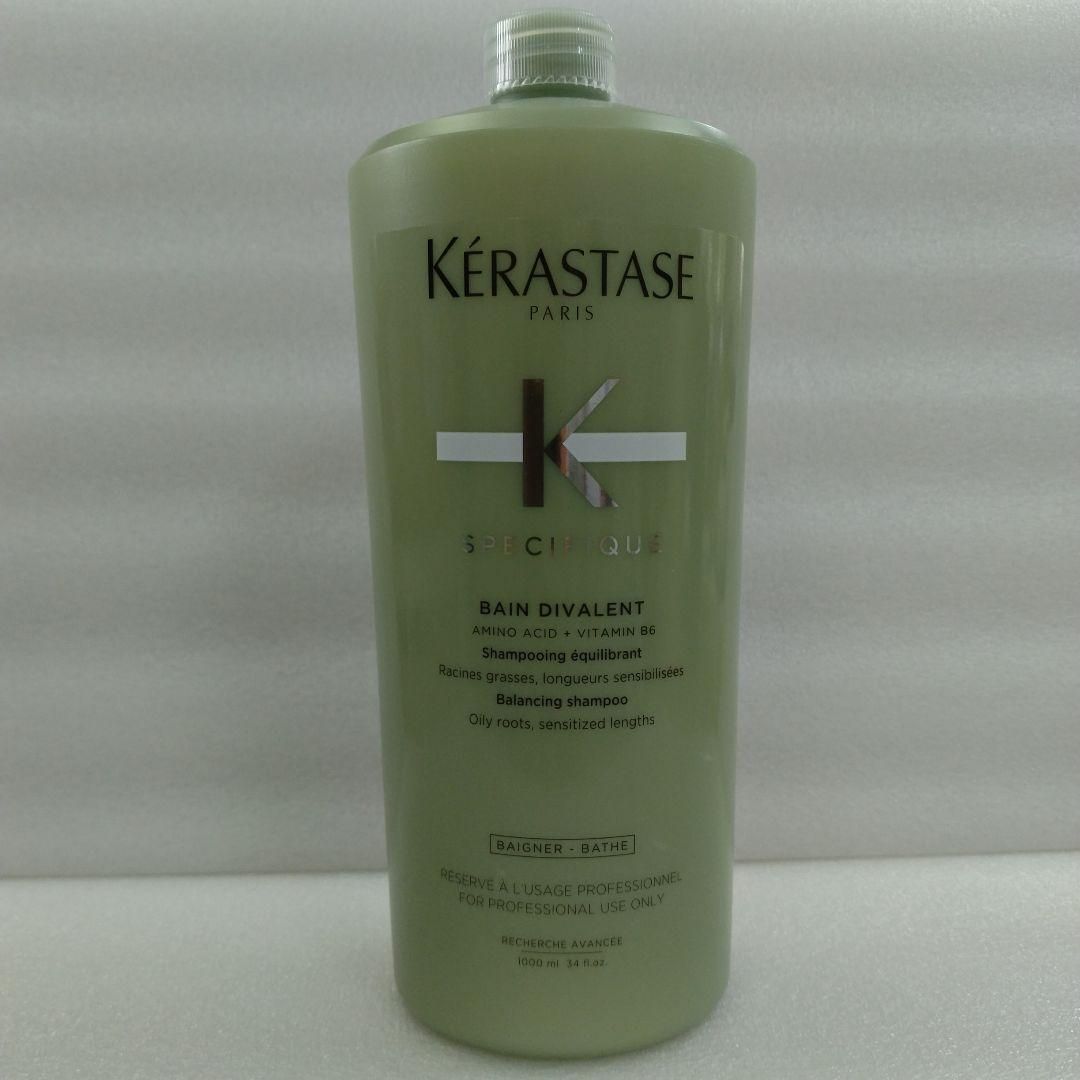 KÉRASTASE
PARIS
K
SPECIFIQUE
BAIN DIVALENT
AMINO ACID + VITAMIN B6
Shampooing équilibrant
Racines grasses, longueurs sensibilisées
Balancing shampoo
Oily roots, sensitized lengths
BAIGNER - BATHE
RÉSERVÉ À L'USAGE PROFESSIONNEL
FOR PROFESSIONAL USE ONLY
RECHERCHE AVANCÉE
1000 ml 34 fl.oz.